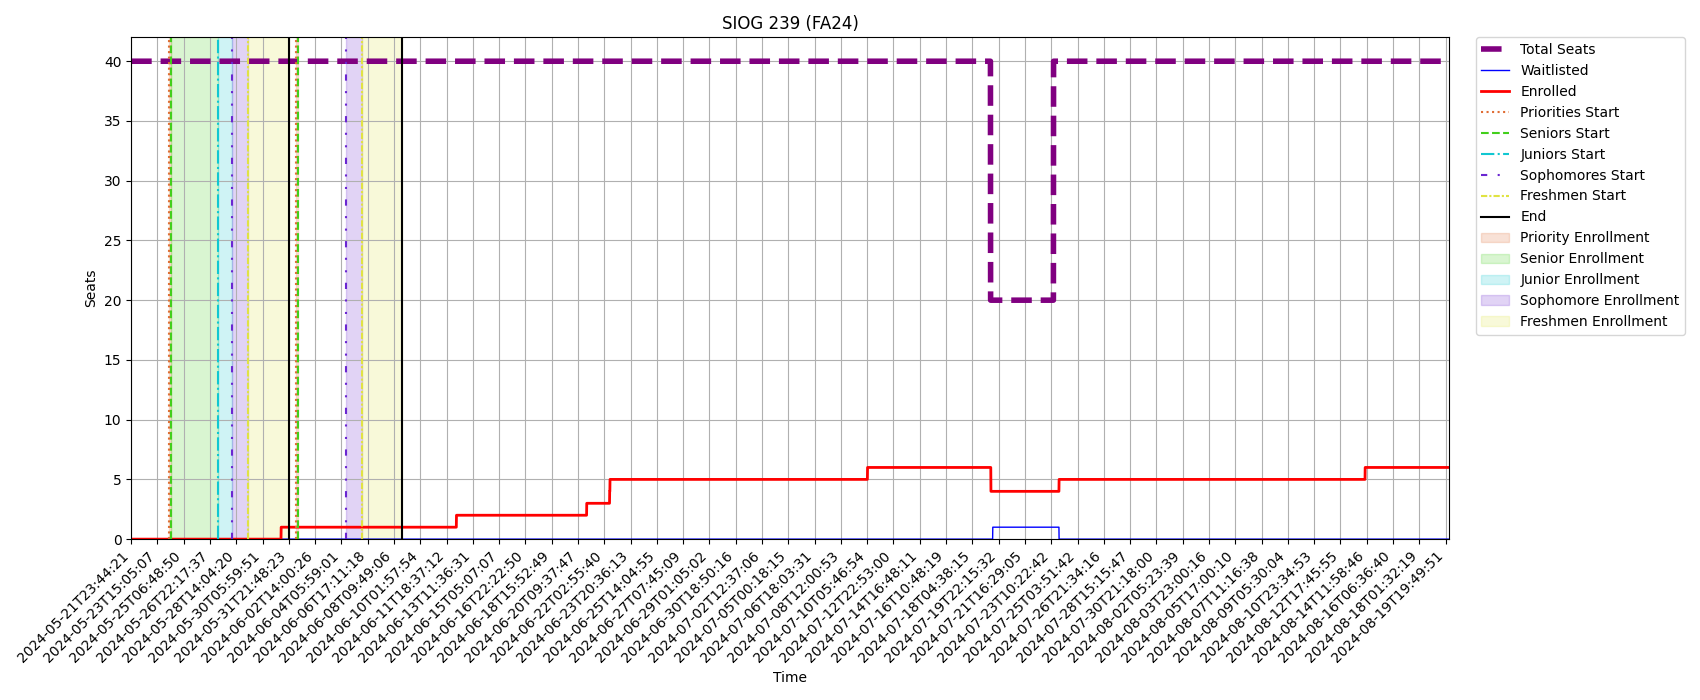 SIOG 239 (FA24)
Seats
40
35
30
25
20
15
10
5
0
2024-05-21T23:44:21
2024-05-23T15:05:07
2024-05-25T06:48:50
2024-05-26T22:17:37
2024-05-28T14:04:20
2024-05-30T05:59:51
2024-05-31T21:48:23
2024-06-02T14:00:26
2024-06-04T05:59:01
2024-06-06T17:11:18
2024-06-08T09:49:06
2024-06-10T01:57:54
2024-06-11T18:37:12
2024-06-13T11:36:31
2024-06-15T05:07:07
2024-06-16T22:22:50
2024-06-18T15:52:49
2024-06-20T09:37:47
2024-06-22T02:55:40
2024-06-23T20:36:13
2024-06-25T14:04:55
2024-06-27T07:45:09
2024-06-29T01:05:02
2024-06-30T18:50:16
2024-07-02T12:37:06
2024-07-05T00:18:15
2024-07-06T18:03:31
2024-07-08T12:00:53
2024-07-10T05:46:54
2024-07-12T22:53:00
2024-07-14T16:48:11
2024-07-16T10:48:19
2024-07-18T04:38:15
2024-07-19T22:15:32
2024-07-21T16:29:05
2024-07-23T10:22:42
2024-07-25T03:51:42
2024-07-26T21:34:16
2024-07-28T15:15:47
2024-07-30T21:18:00
2024-08-02T05:23:39
2024-08-03T23:00:16
2024-08-05T17:00:10
2024-08-07T11:16:38
2024-08-09T05:30:04
2024-08-10T23:34:53
2024-08-12T17:45:55
2024-08-14T11:58:46
2024-08-16T06:36:40
2024-08-18T01:32:19
2024-08-19T19:49:51
Time
Total Seats
Waitlisted
Enrolled
Priorities Start
Seniors Start
Juniors Start
Sophomores Start
Freshmen Start
End
Priority Enrollment
Senior Enrollment
Junior Enrollment
Sophomore Enrollment
Freshmen Enrollment